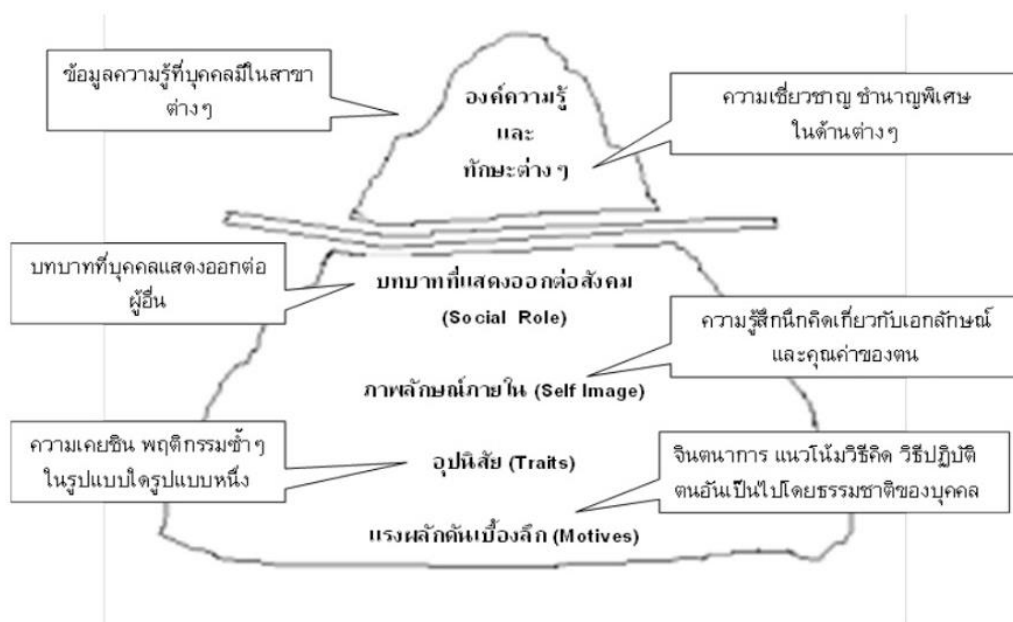 ข้อมูลความรู้ที่บุคคลมีในสาขา
ต่างๆ
องค์ความรู้
และ
ทักษะต่างๆ
ความเชี่ยวชาญ ชำนาญพิเศษ
ในด้านต่างๆ
บทบาทที่บุคคลแสดงออกต่อ
ผู้อื่น
บทบาทที่แสดงออกต่อสังคม
(Social Role)
ความรู้สึกนึกคิดเกี่ยวกับเอกลักษณ์
และคุณค่าของตน
ภาพลักษณ์ภายใน (Self Image)
ความเคยชิน พฤติกรรมซ้ำๆ
ในรูปแบบใดรูปแบบหนึ่ง
อุปนิสัย (Traits)
จินตนาการ แนวโน้มวิธีคิด วิธีปฏิบัติ
ตนอันเป็นไปโดยธรรมชาติของบุคคล
แรงผลักดันเบื้องลึก (Motives)